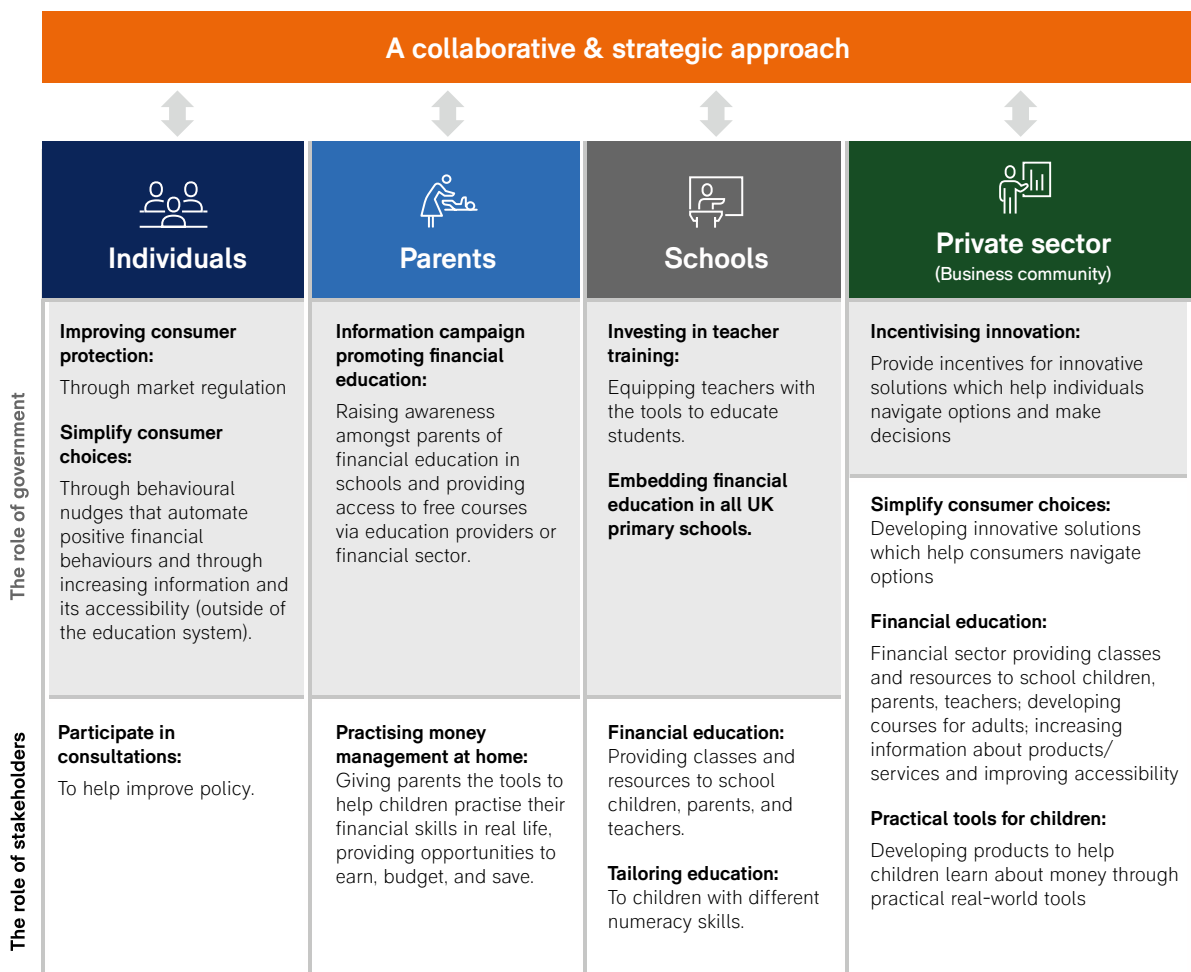 A collaborative & strategic approach
Individuals
Parents
Schools
Private sector
(Business community)
The role of government
Improving consumer
protection:
Through market regulation
Simplify consumer
choices:
Through behavioural
nudges that automate
positive financial
behaviours and through
increasing information and
its accessibility (outside of
the education system).
Information campaign
promoting financial
education:
Raising awareness
amongst parents of
financial education in
schools and providing
access to free courses
via education providers or
financial sector.
Investing in teacher
training:
Equipping teachers with
the tools to educate
students.
Embedding financial
education in all UK
primary schools.
Incentivising innovation:
Provide incentives for innovative
solutions which help individuals
navigate options and make
decisions
The role of stakeholders
Participate in
consultations:
To help improve policy.
Practising money
management at home:
Giving parents the tools to
help children practise their
financial skills in real life,
providing opportunities to
earn, budget, and save.
Financial education:
Providing classes and
resources to school
children, parents, and
teachers.
Tailoring education:
To children with different
numeracy skills.
Simplify consumer choices:
Developing innovative solutions
which help consumers navigate
options
Financial education:
Financial sector providing classes
and resources to school children,
parents, teachers; developing
courses for adults; increasing
information about products/
services and improving accessibility
Practical tools for children:
Developing products to help
children learn about money through
practical real-world tools